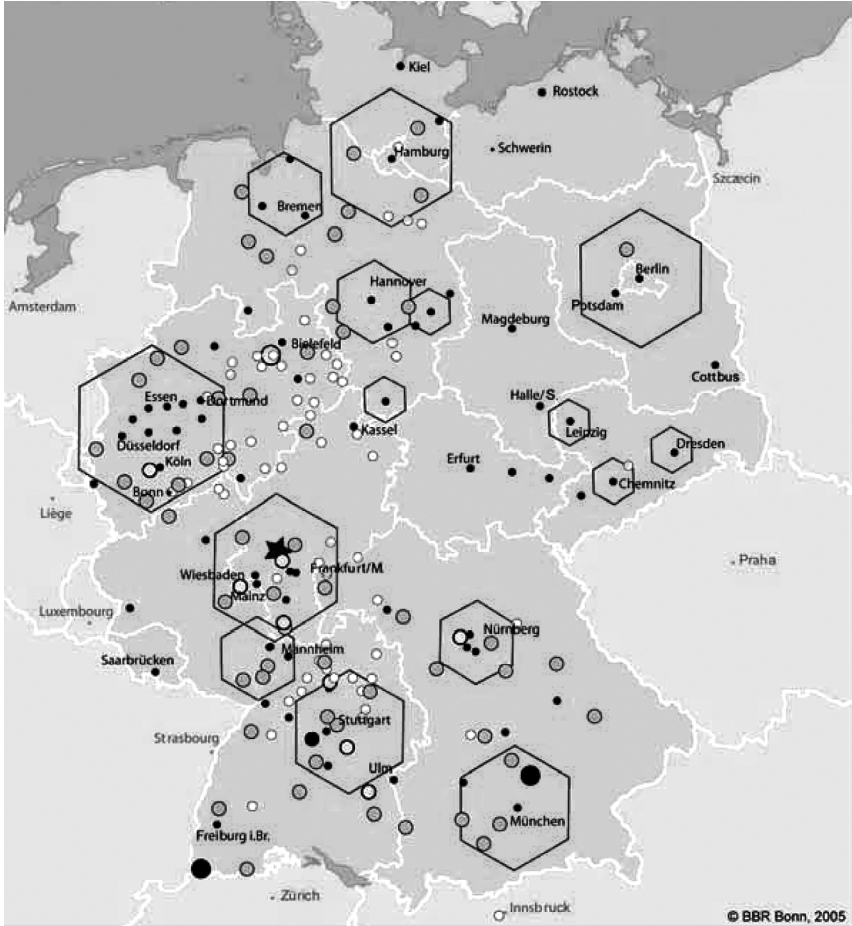 Kiel
Rostock
Hamburg
Schwerin
Szczecin
Bremen
Berlin
Hannover
Potsdam
Amsterdam
Magdeburg
Bielefeld
Cottbus
Essen
Dortmund
Halle/S.
Düsseldorf
Kassel
Leipzig
Dresden
Köln
Erfurt
Chemnitz
Bonn
Liège
Praha
Wiesbaden
Frankfurt/M.
Mainz
Luxembourg
Nürnberg
Mannheim
Saarbrücken
Stuttgart
Strasbourg
Ulm
München
Freiburg i.Br.
Zürich
Innsbruck
© BBR Bonn, 2005